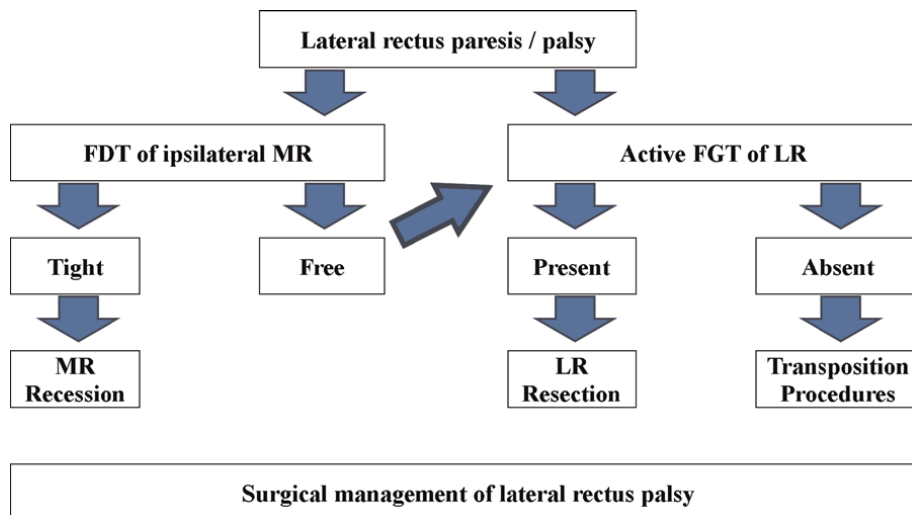 Lateral rectus paresis / palsy
FDT of ipsilateral MR
Active FGT of LR
Tight
Free
Present
Absent
MR
Recession
LR
Resection
Transposition
Procedures
Surgical management of lateral rectus palsy